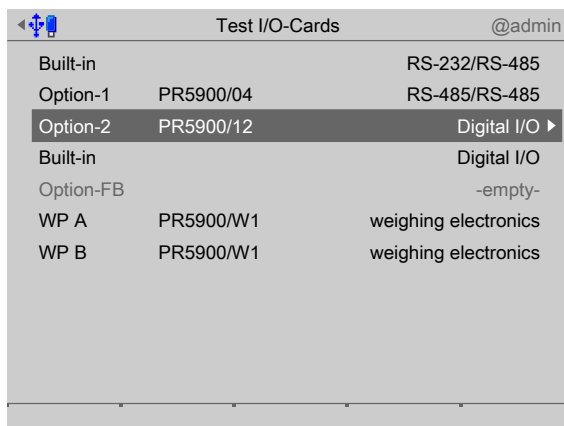 Test I/O-Cards @admin
Built-in RS-232/RS-485
Option-1 PR5900/04 RS-485/RS-485
Option-2 PR5900/12 Digital I/O
Built-in Digital I/O
Option-FB -empty-
WP A PR5900/W1 weighing electronics
WP B PR5900/W1 weighing electronics